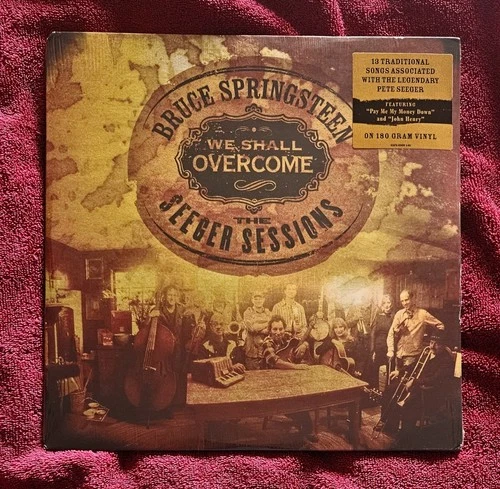 BRUCE SPRINGSTEEN
WE SHALL
OVERCOME
THE
SEEGER SESSIONS
13 TRADITIONAL
SONGS ASSOCIATED
WITH THE LEGENDARY
PETE SEEGER
FEATURING
"Pay Me My Money Down"
and "John Henry"
ON 180 GRAM VINYL